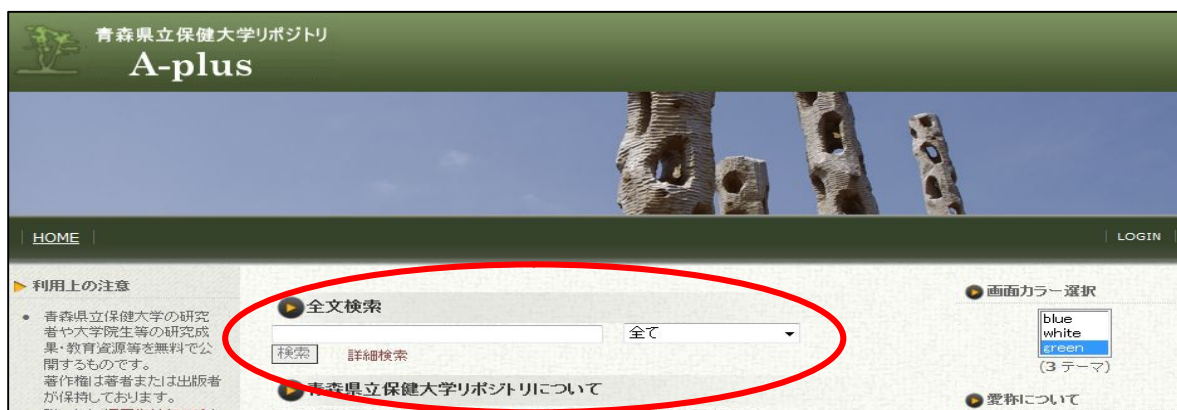 青森県立保健大学リポジトリ
A-plus
HOME
LOGIN
利用上の注意
青森県立保健大学の研究
者や大学院生等の研究成
果・教育資源等を無料で公
開するものです。
著作権は著者または出版者
が保持しております。
全文検索
全て
検索 詳細検索
青森県立保健大学リポジトリについて
画面カラー選択
blue
white
green
(3 テーマ)
愛称について